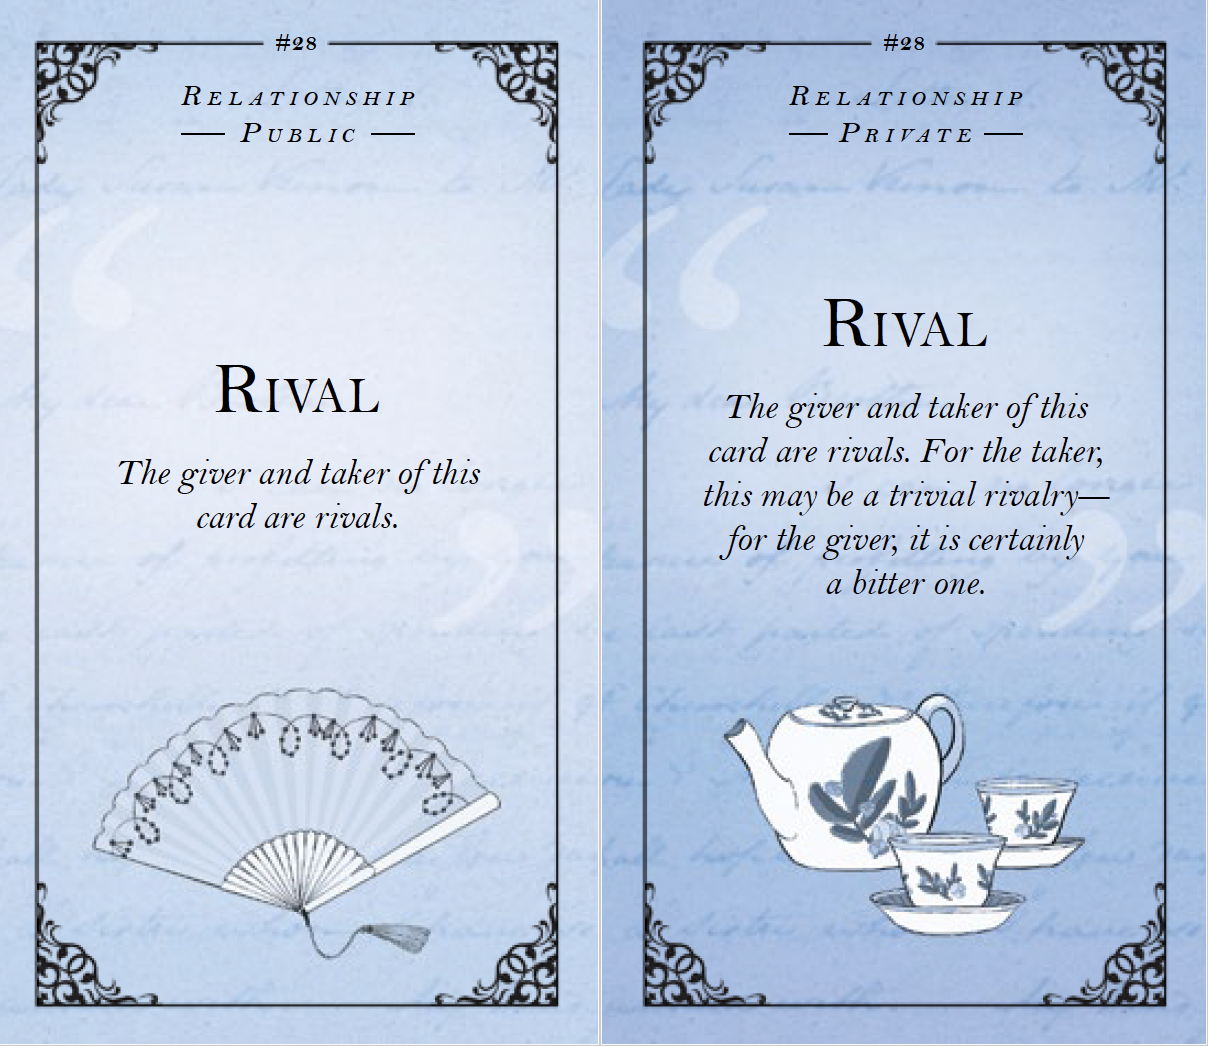 #28
RELATIONSHIP
PUBLIC
RIVAL
The giver and taker of this
card are rivals.
#28
RELATIONSHIP
PRIVATE
RIVAL
The giver and taker of this
card are rivals. For the taker,
this may be a trivial rivalry—
for the giver, it is certainly
a bitter one.